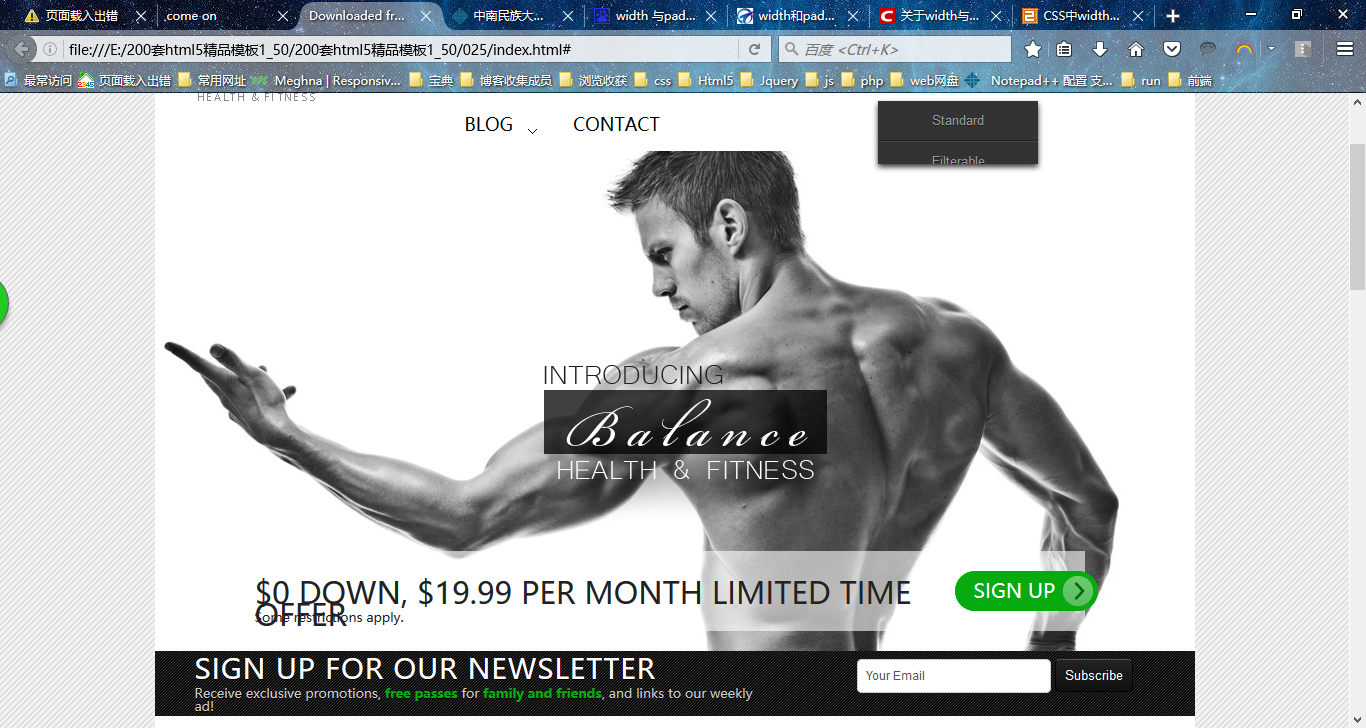 页面载入出错
come on
Downloaded fr...
中南民族大...
width 与pad...
width和pad...
关于width与...
CSS中width...
file:///E:/200套html5精品模板1_50/200套html5精品模板1_50/025/index.html#
百度 <Ctrl+K>
最常访问
页面载入出错
常用网址
Meghna | Responsiv...
宝典
博客收集成员
浏览收获
css
Html5
Jquery
js
php
web网盘
Notepad++ 配置 支...
run
前端
HEALTH & FITNESS
BLOG
CONTACT
Standard
Filterable
INTRODUCING
Balance
HEALTH & FITNESS
$0 DOWN, $19.99 PER MONTH LIMITED TIME
OFFER
Some restrictions apply.
SIGN UP
SIGN UP FOR OUR NEWSLETTER
Receive exclusive promotions, free passes for family and friends, and links to our weekly
ad!
Your Email
Subscribe